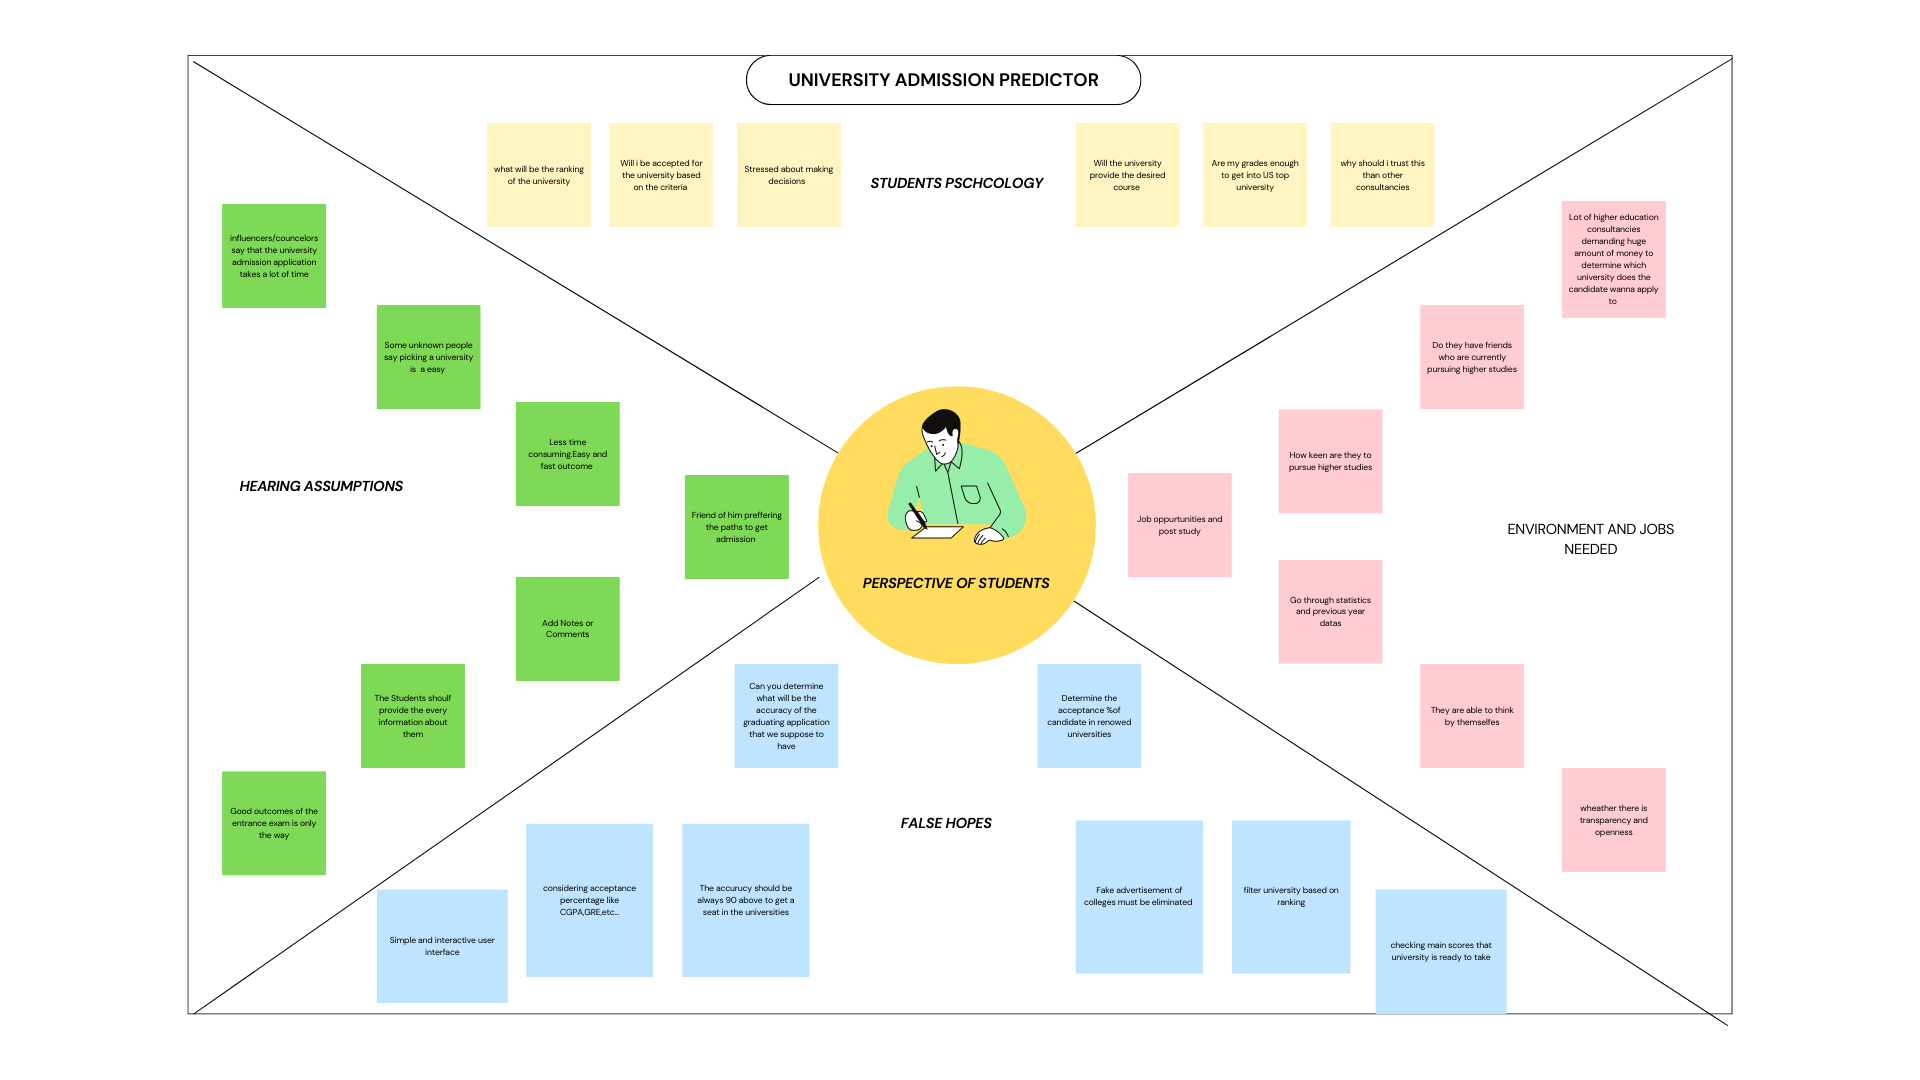 UNIVERSITY ADMISSION PREDICTOR
what will be the ranking
of the university
Will i be accepted for
the university based
on the criteria
Stressed about making
decisions
STUDENTS PSCHCOLOGY
Will the university
provide the desired
course
Are my grades enough
to get into US top
university
why should i trust this
than other
consultancies
influencers/councelors
say that the university
admission application
takes a lot of time
Some unknown people
say picking a university
is a easy
Less time
consuming.Easy and
fast outcome
Friend of him preffering
the paths to get
admission
HEARING ASSUMPTIONS
Add Notes or
Comments
The Students shoulf
provide the every
information about
them
Good outcomes of the
entrance exam is only
the way
PERSPECTIVE OF STUDENTS
Lot of higher education
consultancies
demanding huge
amount of money to
determine which
university does the
candidate wanna apply
to
Do they have friends
who are currently
pursuing higher studies
How keen are they to
pursue higher studies
Job oppurtunities and
post study
ENVIRONMENT AND JOBS
NEEDED
Go through statistics
and previous year
datas
They are able to think
by themselfes
wheather there is
transparency and
openness
Can you determine
what will be the
accuracy of the
graduating application
that we suppose to
have
Determine the
acceptance %of
candidate in renowed
universities
FALSE HOPES
Simple and interactive user
interface
considering acceptance
percentage like
CGPA,GRE,etc...
The accurucy should be
always 90 above to get a
seat in the universities
Fake advertisement of
colleges must be eliminated
filter university based on
ranking
checking main scores that
university is ready to take